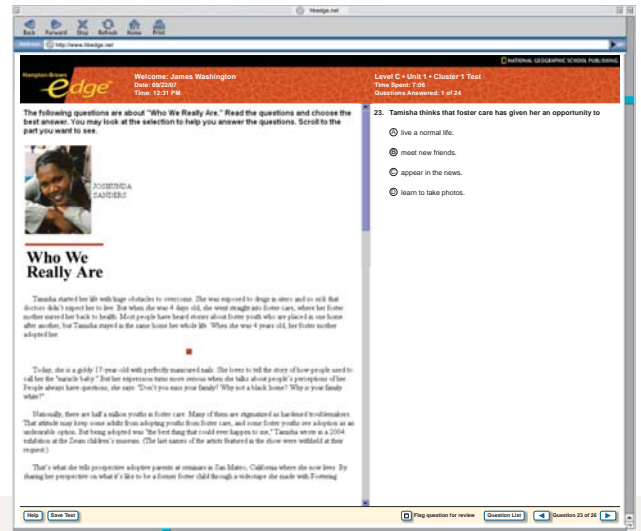 hbedge.net
Back Forward Stop Refresh Home Print
Address: http://www.hbedge.net
NATIONAL GEOGRAPHIC SCHOOL PUBLISHING
Hampton-Brown
edge
Welcome: James Washington
Date: 09/22/07
Time: 12:31 PM
Level C • Unit 1 • Cluster 1 Test
Time Spent: 7:06
Questions Answered: 1 of 24
The following questions are about "Who We Really Are." Read the questions and choose the
best answer. You may look at the selection to help you answer the questions. Scroll to the
part you want to see.
JOSHUNDA
SANDERS
Who We
Really Are
Tamisha started her life with huge obstacles to overcome. She was exposed to drugs in utero and so sick that
doctors didn't expect her to live. But when she was 4 days old, she went straight into foster care, where her foster
mother nursed her back to health. Most people have heard stories about foster youth who are placed in one home
after another, but Tamisha stayed in the same home her whole life. When she was 4 years old, her foster mother
adopted her.
Today, she is a giddy 17-year-old with perfectly manicured nails. She loves to tell the story of how people used to
call her the "miracle baby." But her expression turns more serious when she talks about people's perceptions of her.
People always have questions, she says: "Don't you miss your family? Why not a black home? Why is your family
white?"
Nationally, there are half a million youths in foster care. Many of them are stigmatized as hardened troublemakers.
That attitude may keep some adults from adopting youths from foster care, and some foster youths see adoption as an
undesirable option. But being adopted was "the best thing that could ever happen to me," Tamisha wrote in a 2004
exhibition at the Zeum children's museum. (The last names of the artists featured in the show were withheld at their
request.)
That's what she tells prospective adoptive parents at seminars in San Mateo, California where she now lives. By
sharing her perspective on what it's like to be a former foster child through a videotape she made with Fostering
23. Tamisha thinks that foster care has given her an opportunity to
A live a normal life.
B meet new friends.
C appear in the news.
D learn to take photos.
Help Save Test
Flag question for review Question List Question 23 of 26